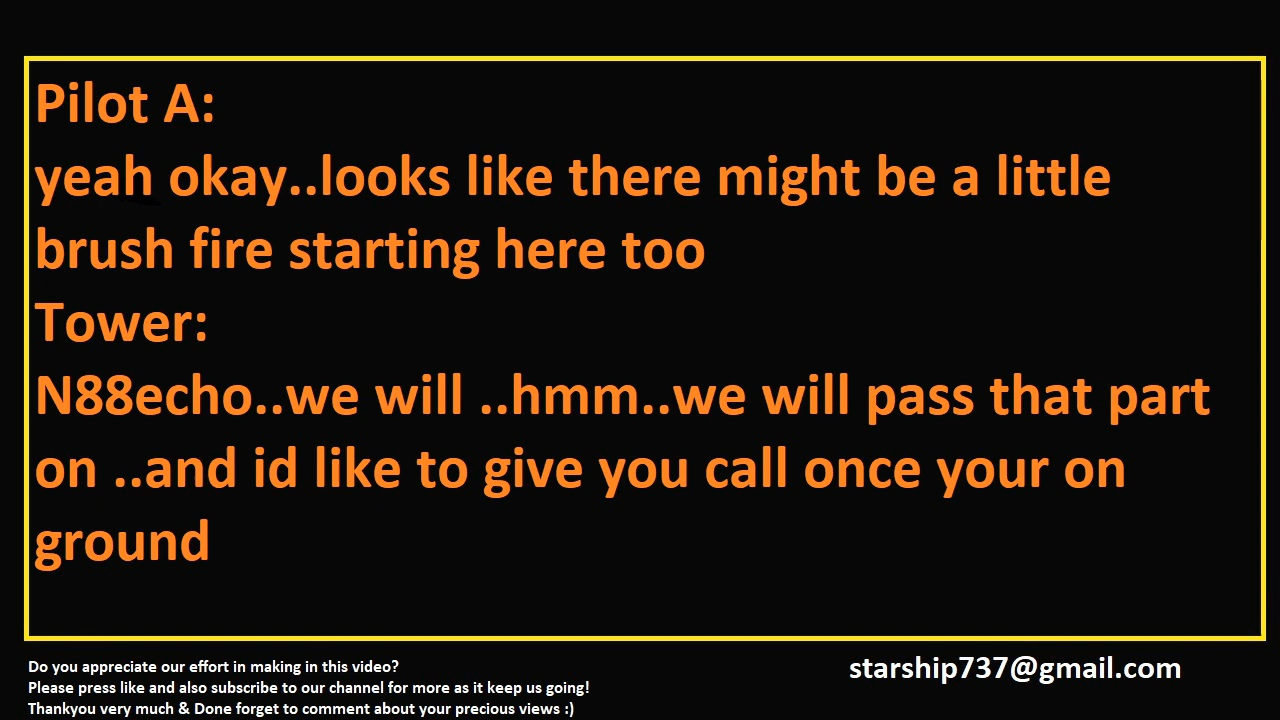 Pilot A:
yeah okay..looks like there might be a little
brush fire starting here too
Tower:
N88echo..we will ..hmm..we will pass that part
on ..and id like to give you call once your on
ground
Do you appreciate our effort in making in this video?
Please press like and also subscribe to our channel for more as it keep us going!
Thankyou very much & Done forget to comment about your precious views :)
starship737@gmail.com